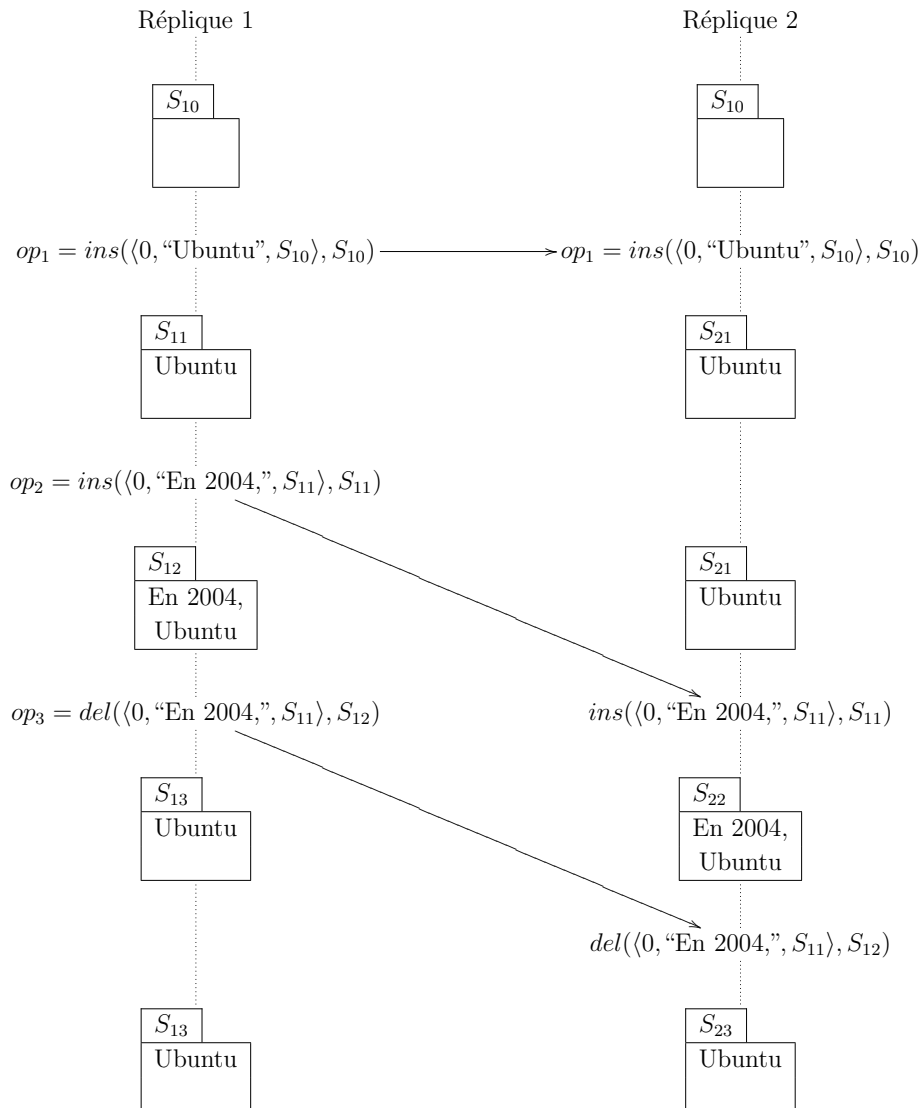 Réplique 1 Réplique 2
S₁₀ S₁₀
op₁ = ins(⟨0, “Ubuntu”, S₁₀⟩, S₁₀) op₁ = ins(⟨0, “Ubuntu”, S₁₀⟩, S₁₀)
S₁₁ S₂₁
Ubuntu Ubuntu
op₂ = ins(⟨0, “En 2004,”, S₁₁⟩, S₁₁)
S₁₂ S₂₁
En 2004, Ubuntu
Ubuntu
op₃ = del(⟨0, “En 2004,”, S₁₁⟩, S₁₂) ins(⟨0, “En 2004,”, S₁₁⟩, S₁₁)
S₁₃ S₂₂
Ubuntu En 2004,
Ubuntu
del(⟨0, “En 2004,”, S₁₁⟩, S₁₂)
S₁₃ S₂₃
Ubuntu Ubuntu